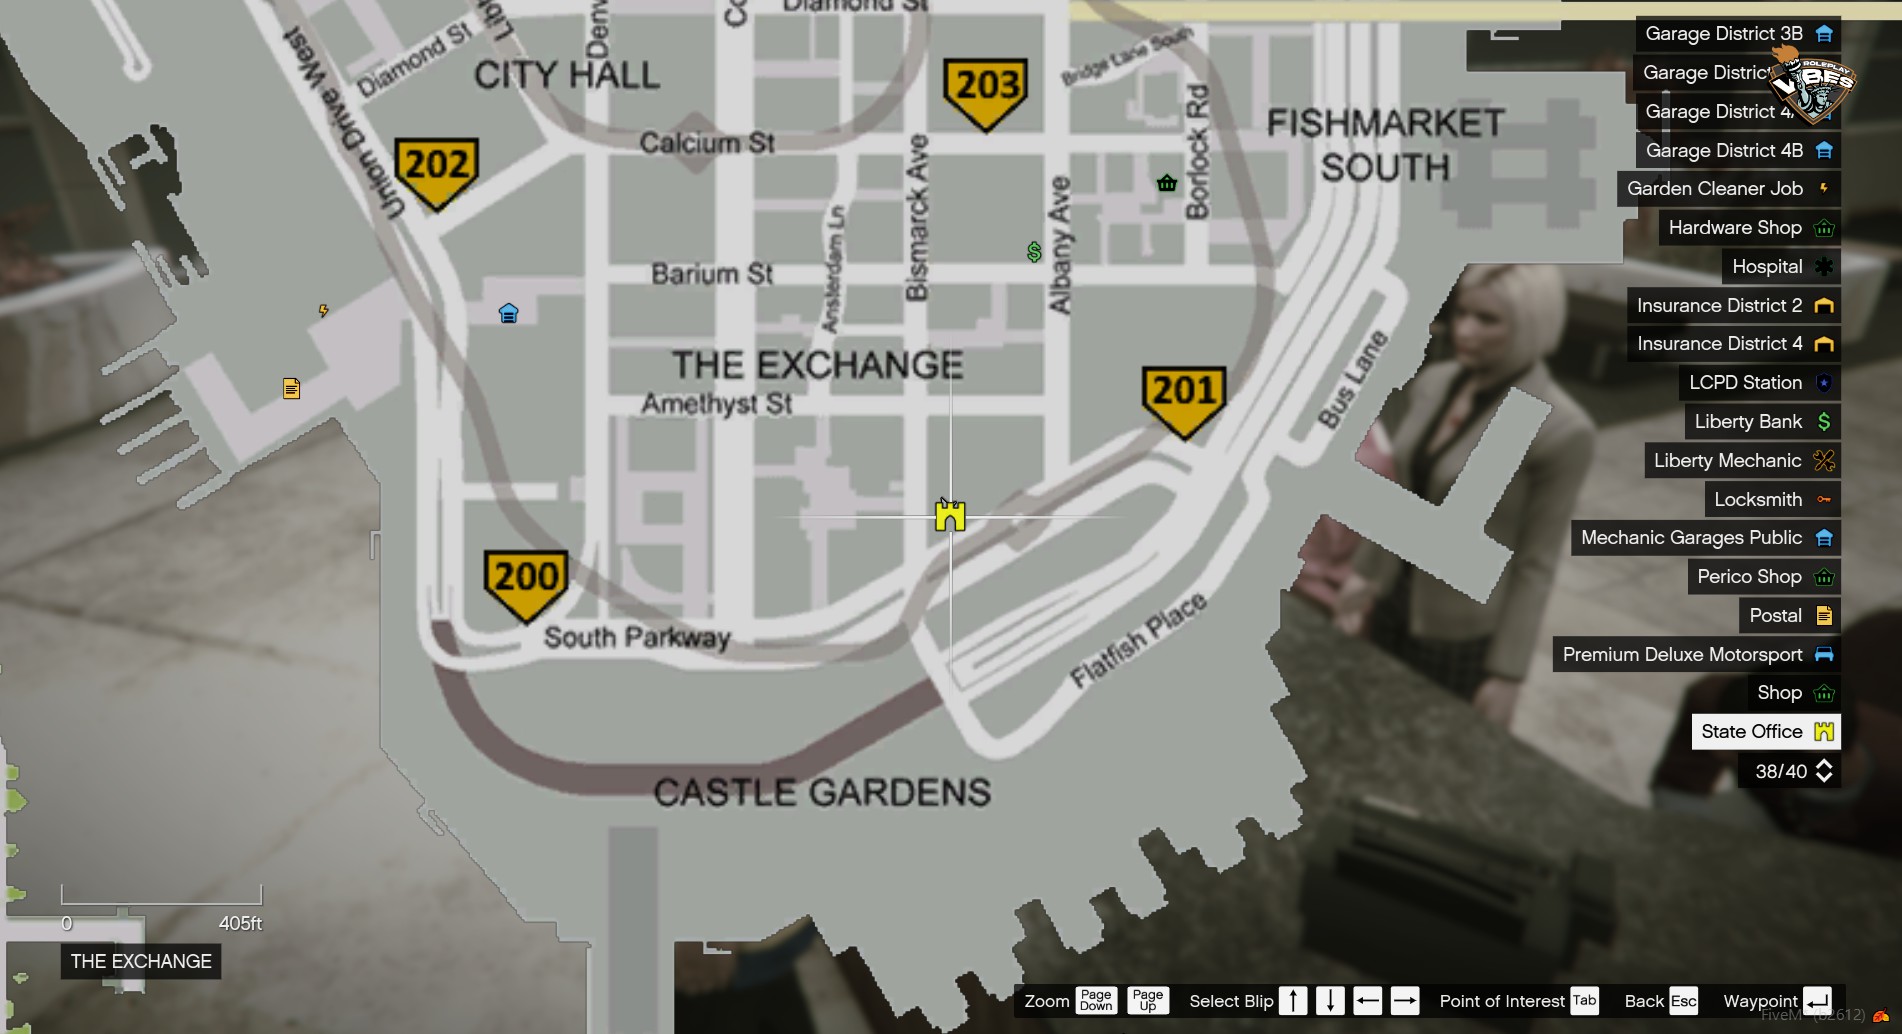 Diamond St
CITY HALL
Diamond St
203
Bridge Lane South
Union Drive West
202
Calcium St
Bismarck Ave
Borlock Rd
FISHMARKET
SOUTH
Barium St
Amsterdam Ln
Albany Ave
THE EXCHANGE
Amethyst St
201
Bus Lane
200
South Parkway
Flatfish Place
CASTLE GARDENS
0
405ft
THE EXCHANGE
Garage District 3B
Garage District
ROLEPLAY
VIBES
Garage District 4
Garage District 4B
Garden Cleaner Job
Hardware Shop
Hospital
Insurance District 2
Insurance District 4
LCPD Station
$ Liberty Bank $
Liberty Mechanic
Locksmith
Mechanic Garages Public
Perico Shop
Postal
Premium Deluxe Motorsport
Shop
State Office
38/40
Zoom Page Down Page Up Select Blip ↑ ↓ ← → Point of Interest Tab Back Esc Waypoint
FiveM (b2612)